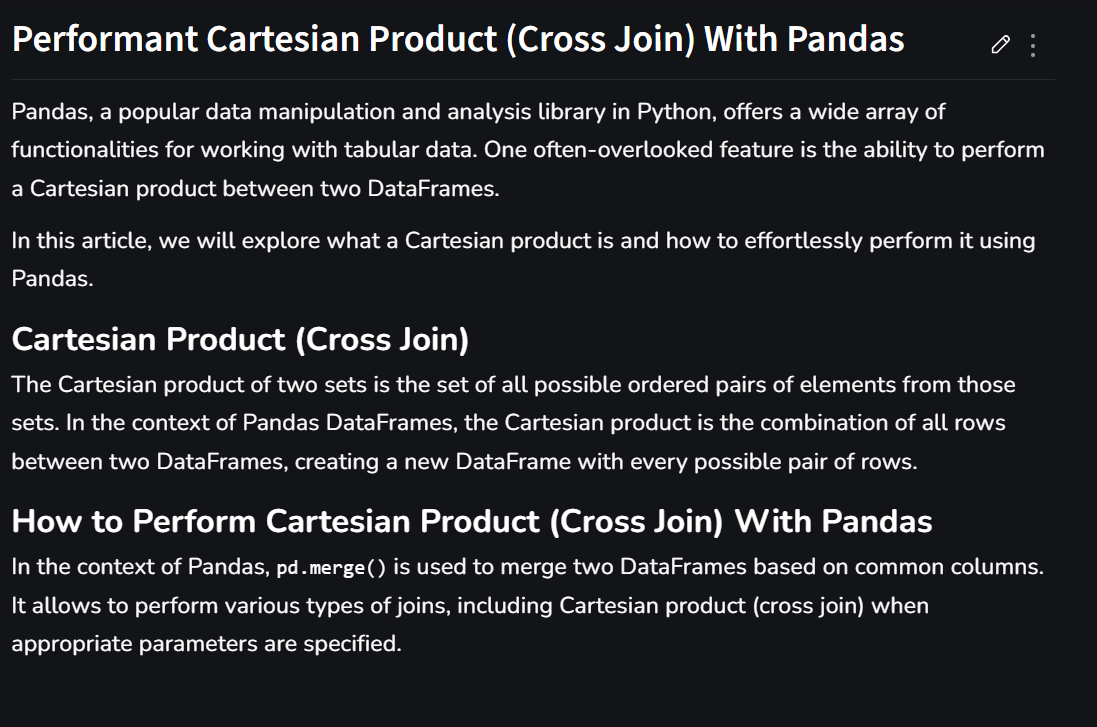 Performant Cartesian Product (Cross Join) With Pandas
Pandas, a popular data manipulation and analysis library in Python, offers a wide array of
functionalities for working with tabular data. One often-overlooked feature is the ability to perform
a Cartesian product between two DataFrames.
In this article, we will explore what a Cartesian product is and how to effortlessly perform it using
Pandas.
Cartesian Product (Cross Join)
The Cartesian product of two sets is the set of all possible ordered pairs of elements from those
sets. In the context of Pandas DataFrames, the Cartesian product is the combination of all rows
between two DataFrames, creating a new DataFrame with every possible pair of rows.
How to Perform Cartesian Product (Cross Join) With Pandas
In the context of Pandas, pd.merge() is used to merge two DataFrames based on common columns.
It allows to perform various types of joins, including Cartesian product (cross join) when
appropriate parameters are specified.